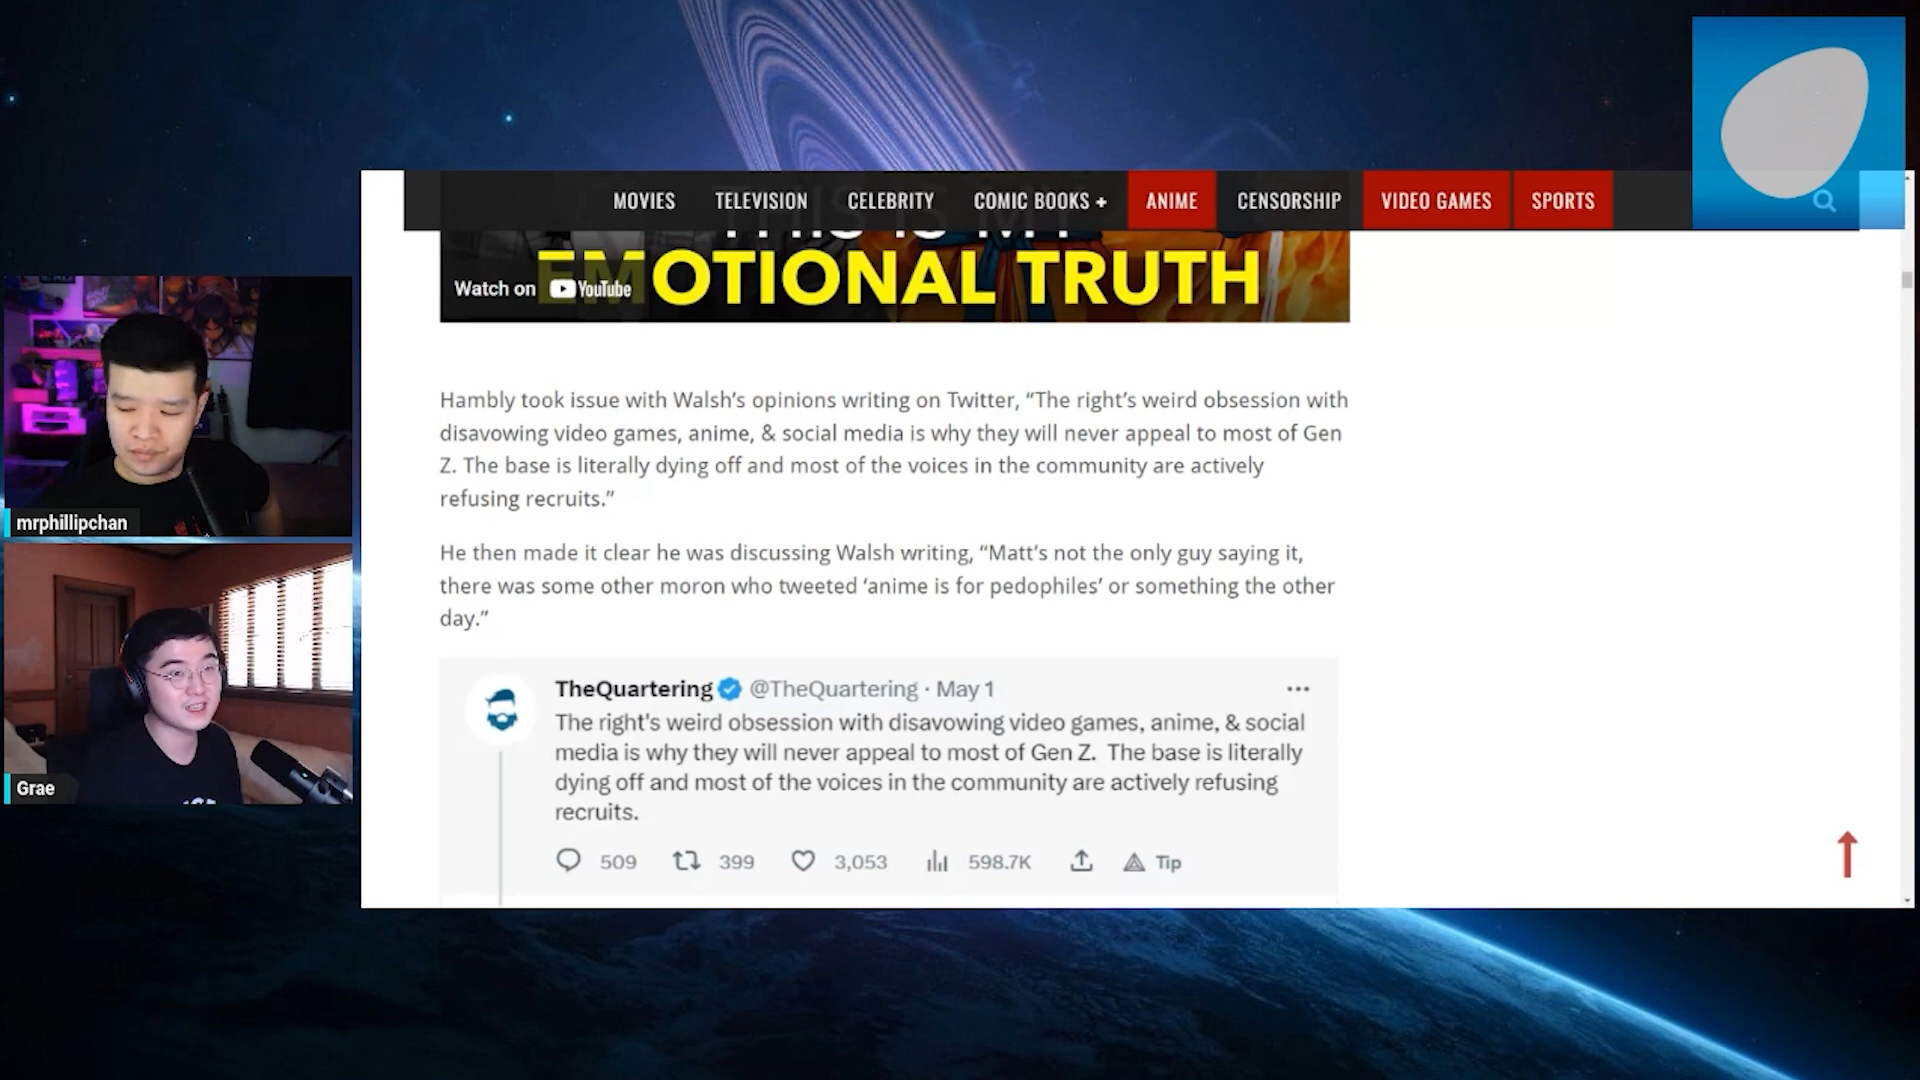 MOVIES TELEVISION CELEBRITY COMIC BOOKS + ANIME CENSORSHIP VIDEO GAMES SPORTS
THIS IS MY
EMOTIONAL TRUTH
Watch on YouTube
Hambly took issue with Walsh’s opinions writing on Twitter, “The right’s weird obsession with
disavowing video games, anime, & social media is why they will never appeal to most of Gen
Z. The base is literally dying off and most of the voices in the community are actively
refusing recruits.”
He then made it clear he was discussing Walsh writing, “Matt’s not the only guy saying it,
there was some other moron who tweeted ‘anime is for pedophiles’ or something the other
day.”
TheQuartering @TheQuartering · May 1
The right's weird obsession with disavowing video games, anime, & social
media is why they will never appeal to most of Gen Z. The base is literally
dying off and most of the voices in the community are actively refusing
recruits.
509 399 3,053 598.7K Tip
mrphillipchan
Grae